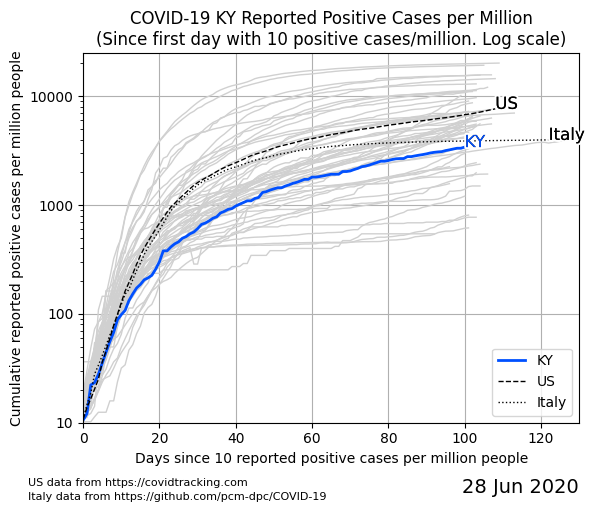 COVID-19 KY Reported Positive Cases per Million
(Since first day with 10 positive cases/million. Log scale)
Cumulative reported positive cases per million people
10000
1000
100
10
US
Italy
KY
KY
US
Italy
0
20
40
60
80
100
120
Days since 10 reported positive cases per million people
US data from https://covidtracking.com
Italy data from https://github.com/pcm-dpc/COVID-19
28 Jun 2020